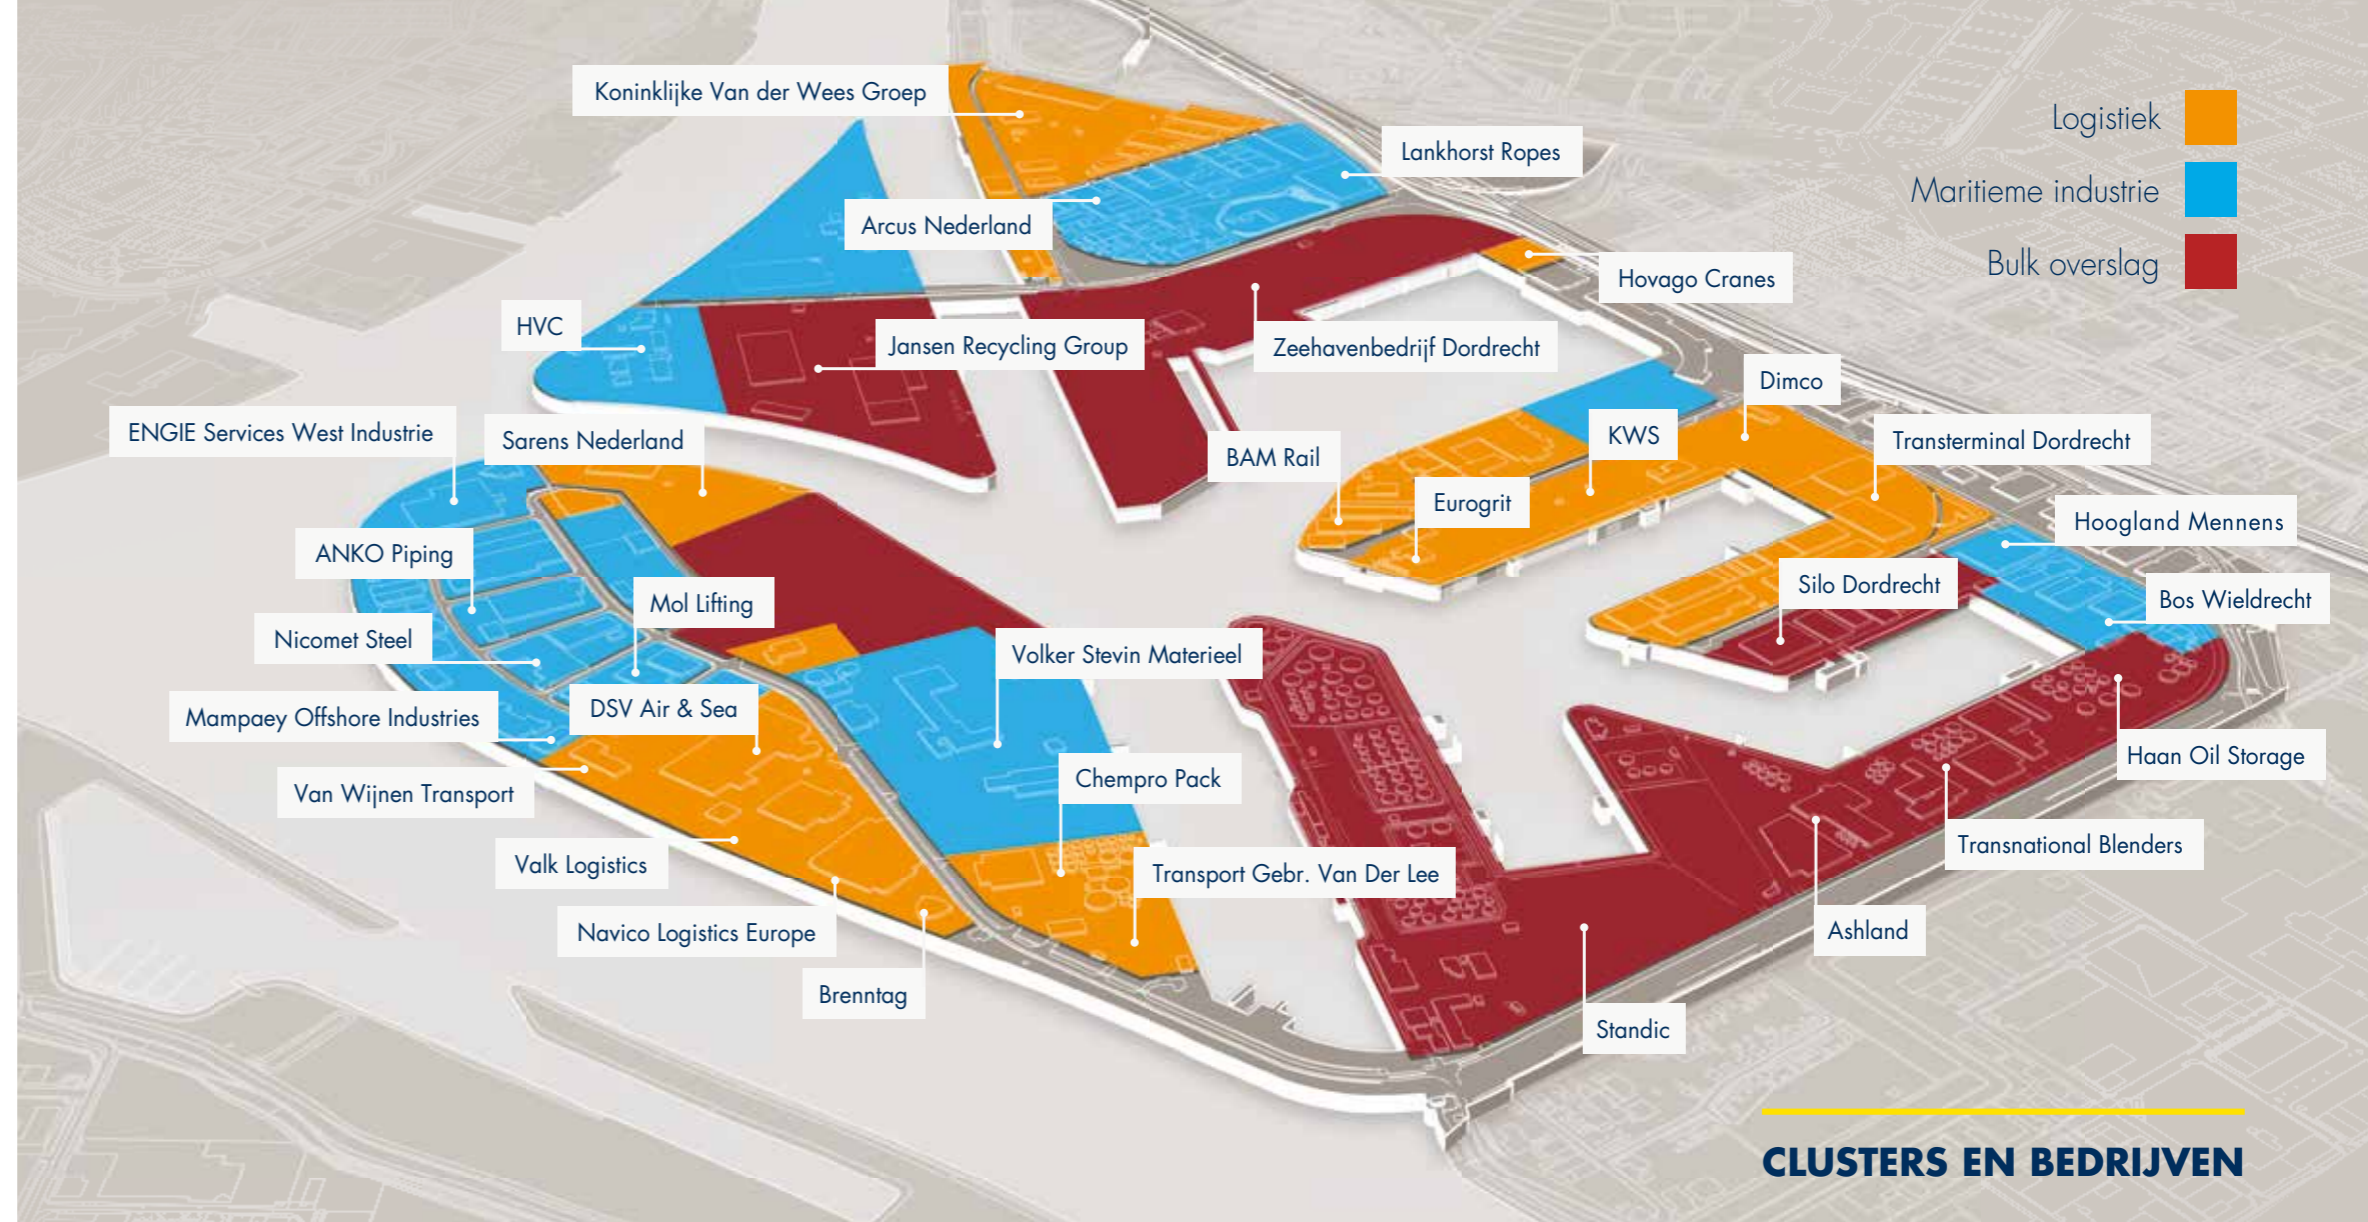 Koninklijke Van der Wees Groep
Logistiek
Lankhorst Ropes
Maritieme industrie
Arcus Nederland
Bulk overslag
Hovago Cranes
HVC
Jansen Recycling Group
Zeehavenbedrijf Dordrecht
Dimco
ENGIE Services West Industrie
Sarens Nederland
KWS
Transterminal Dordrecht
BAM Rail
Eurogrit
Hoogland Mennens
ANKO Piping
Silo Dordrecht
Mol Lifting
Bos Wieldrecht
Nicomet Steel
Volker Stevin Materieel
DSV Air & Sea
Mampaey Offshore Industries
Haan Oil Storage
Chempro Pack
Van Wijnen Transport
Transnational Blenders
Valk Logistics
Transport Gebr. Van Der Lee
Navico Logistics Europe
Ashland
Brenntag
Standic
CLUSTERS EN BEDRIJVEN